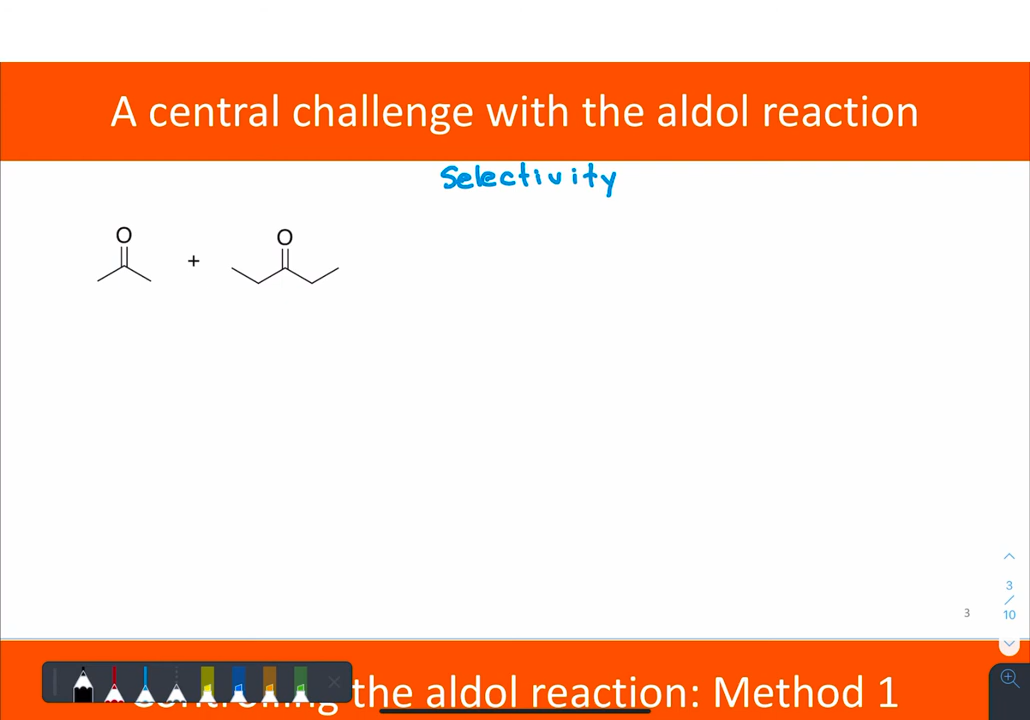 A central challenge with the aldol reaction
Selectivity
O
+
O
3
/
10
3
the aldol reaction: Method 1